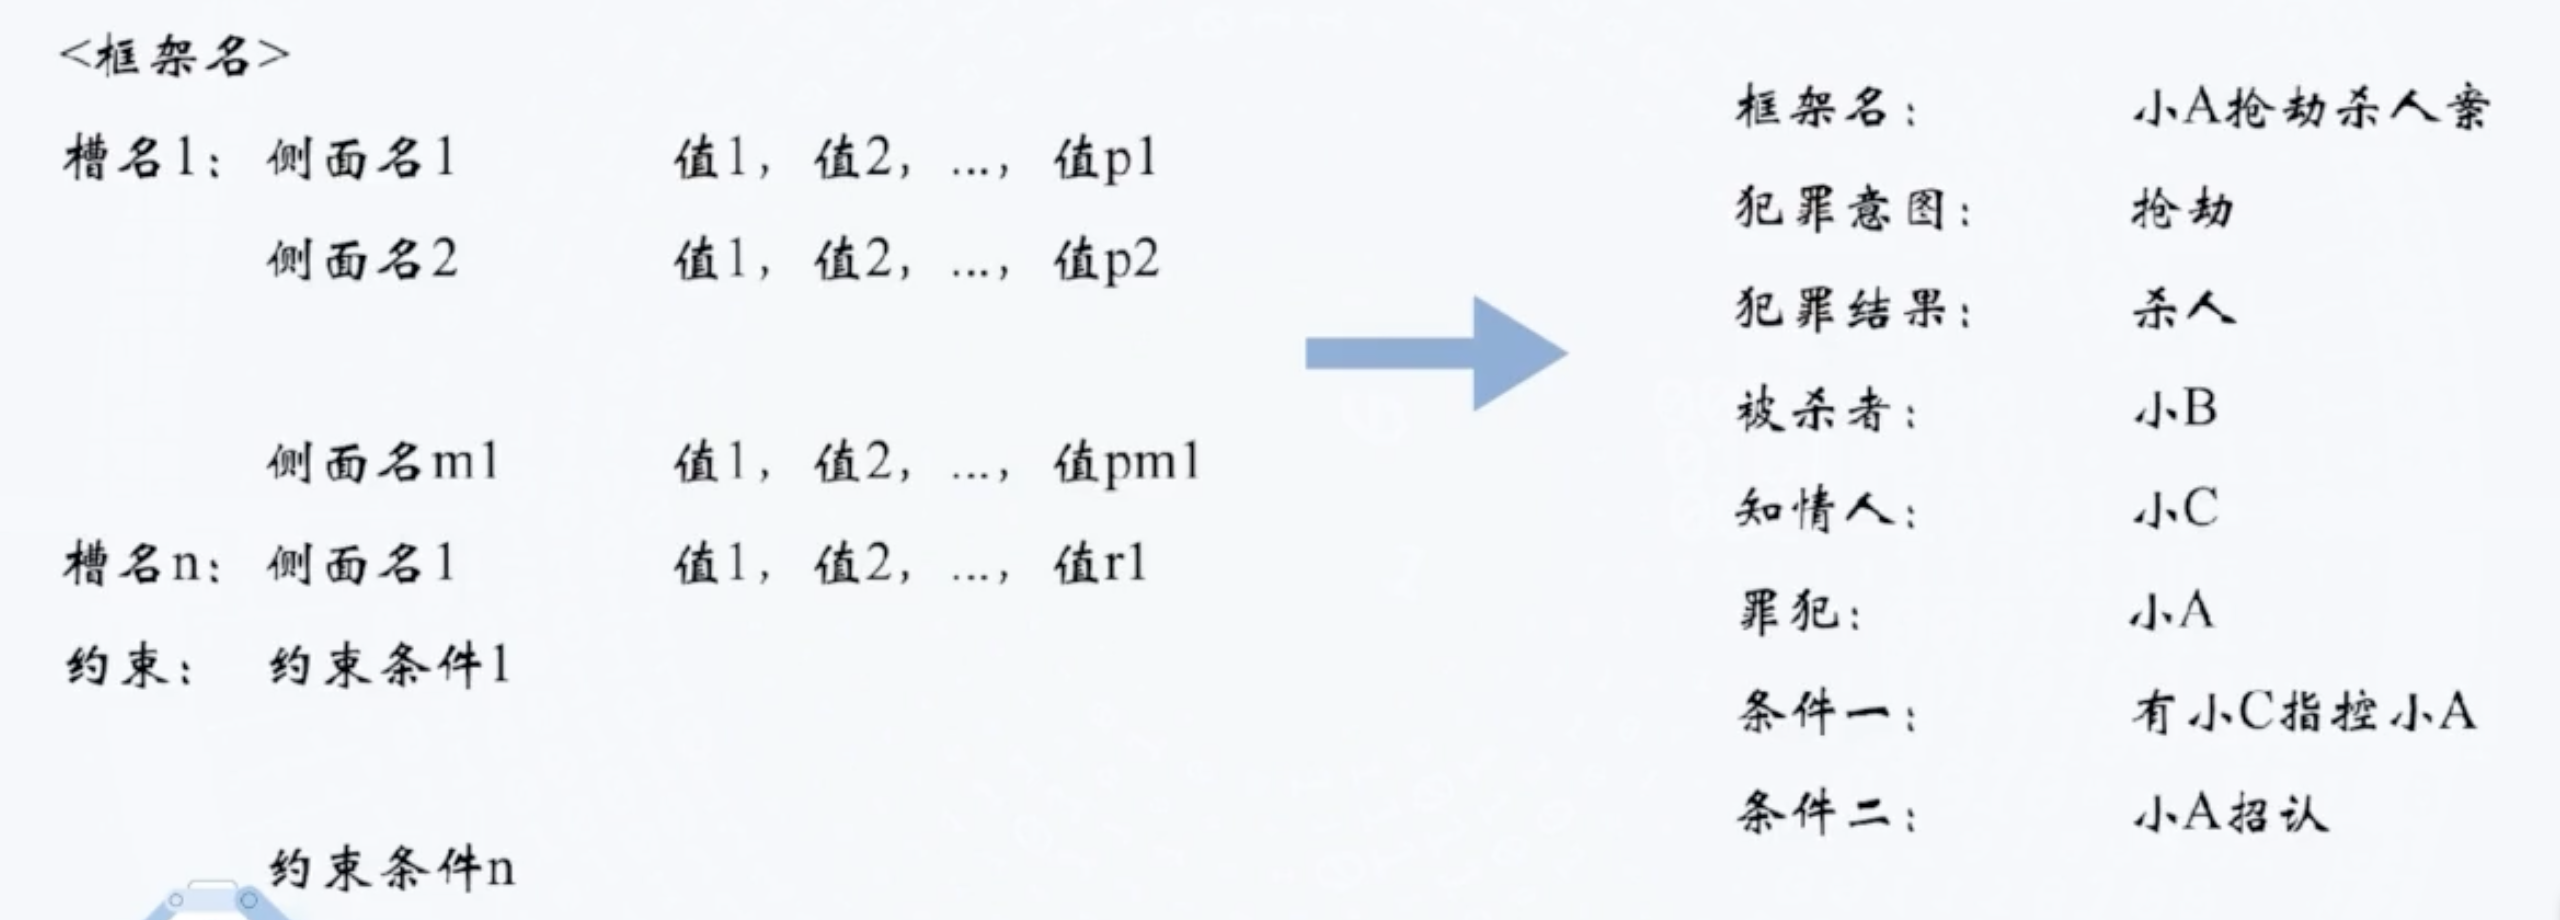 <框架名>
槽名1: 侧面名1 值1, 值2, ..., 值p1
侧面名2 值1, 值2, ..., 值p2
侧面名m1 值1, 值2, ..., 值pm1
槽名n: 侧面名1 值1, 值2, ..., 值r1
约束: 约束条件1
约束条件n
框架名: 小A抢劫杀人案
犯罪意图: 抢劫
犯罪结果: 杀人
被杀者: 小B
知情人: 小C
罪犯: 小A
条件一: 有小C指控小A
条件二: 小A招认